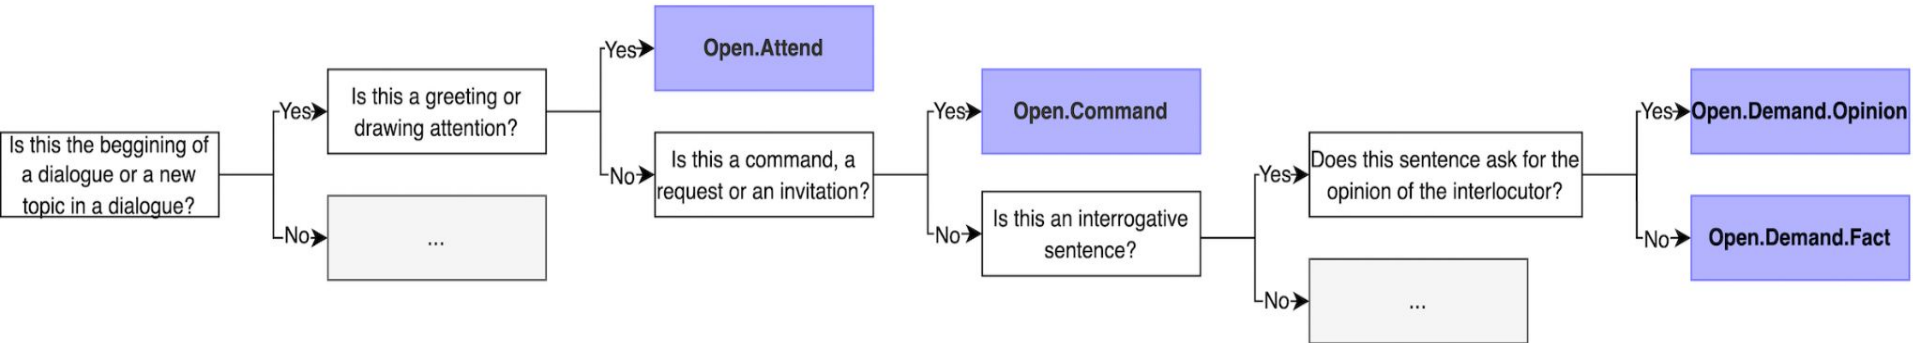 Is this the beggining of
a dialogue or a new
topic in a dialogue?
Yes
No
Is this a greeting or
drawing attention?
...
Yes
No
Open.Attend
Is this a command, a
request or an invitation?
Yes
No
Open.Command
Is this an interrogative
sentence?
Yes
No
Does this sentence ask for the
opinion of the interlocutor?
...
Yes
No
Open.Demand.Opinion
Open.Demand.Fact